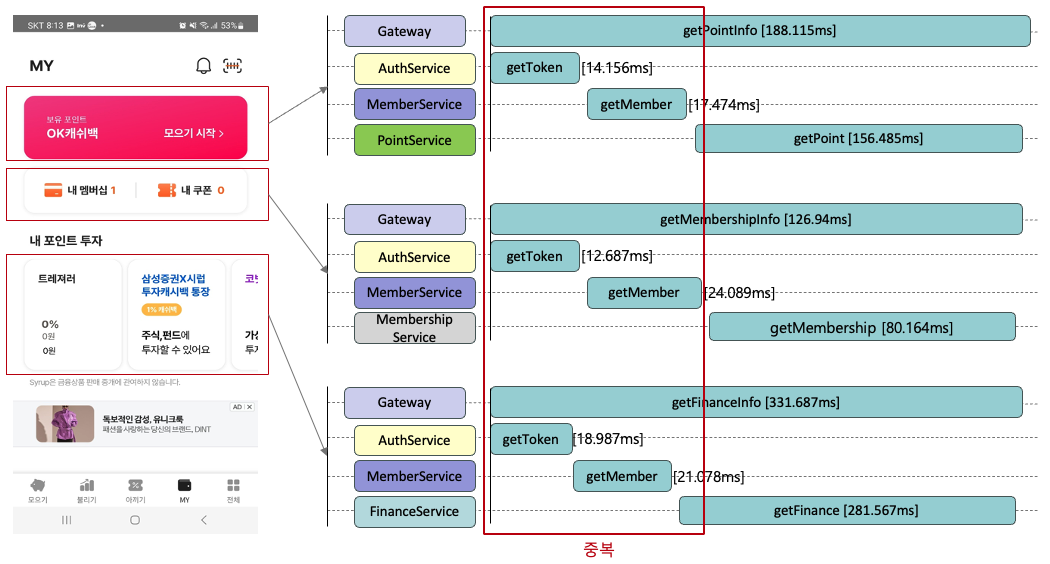 SKT 8:13
53%
MY
보유 포인트
OK캐쉬백
모으기 시작 >
내 멤버십 1
내 쿠폰 0
내 포인트 투자
트레져러
0%
0원
0원
삼성증권X시럽
투자캐시백 통장
1% 캐쉬백
주식,펀드에
투자할 수 있어요
가상
투자
Syrup은 금융상품 판매 중개에 관여하지 않습니다.
AD
독보적인 감성, 유니크룩
패션을 사랑하는 당신의 브랜드, DINT
모으기
불리기
아끼기
MY
전체
Gateway
getPointInfo [188.115ms]
AuthService
getToken [14.156ms]
MemberService
getMember [17.474ms]
PointService
getPoint [156.485ms]
Gateway
getMembershipInfo [126.94ms]
AuthService
getToken [12.687ms]
MemberService
getMember [24.089ms]
Membership
Service
getMembership [80.164ms]
Gateway
getFinanceInfo [331.687ms]
AuthService
getToken [18.987ms]
MemberService
getMember [21.078ms]
FinanceService
getFinance [281.567ms]
중복